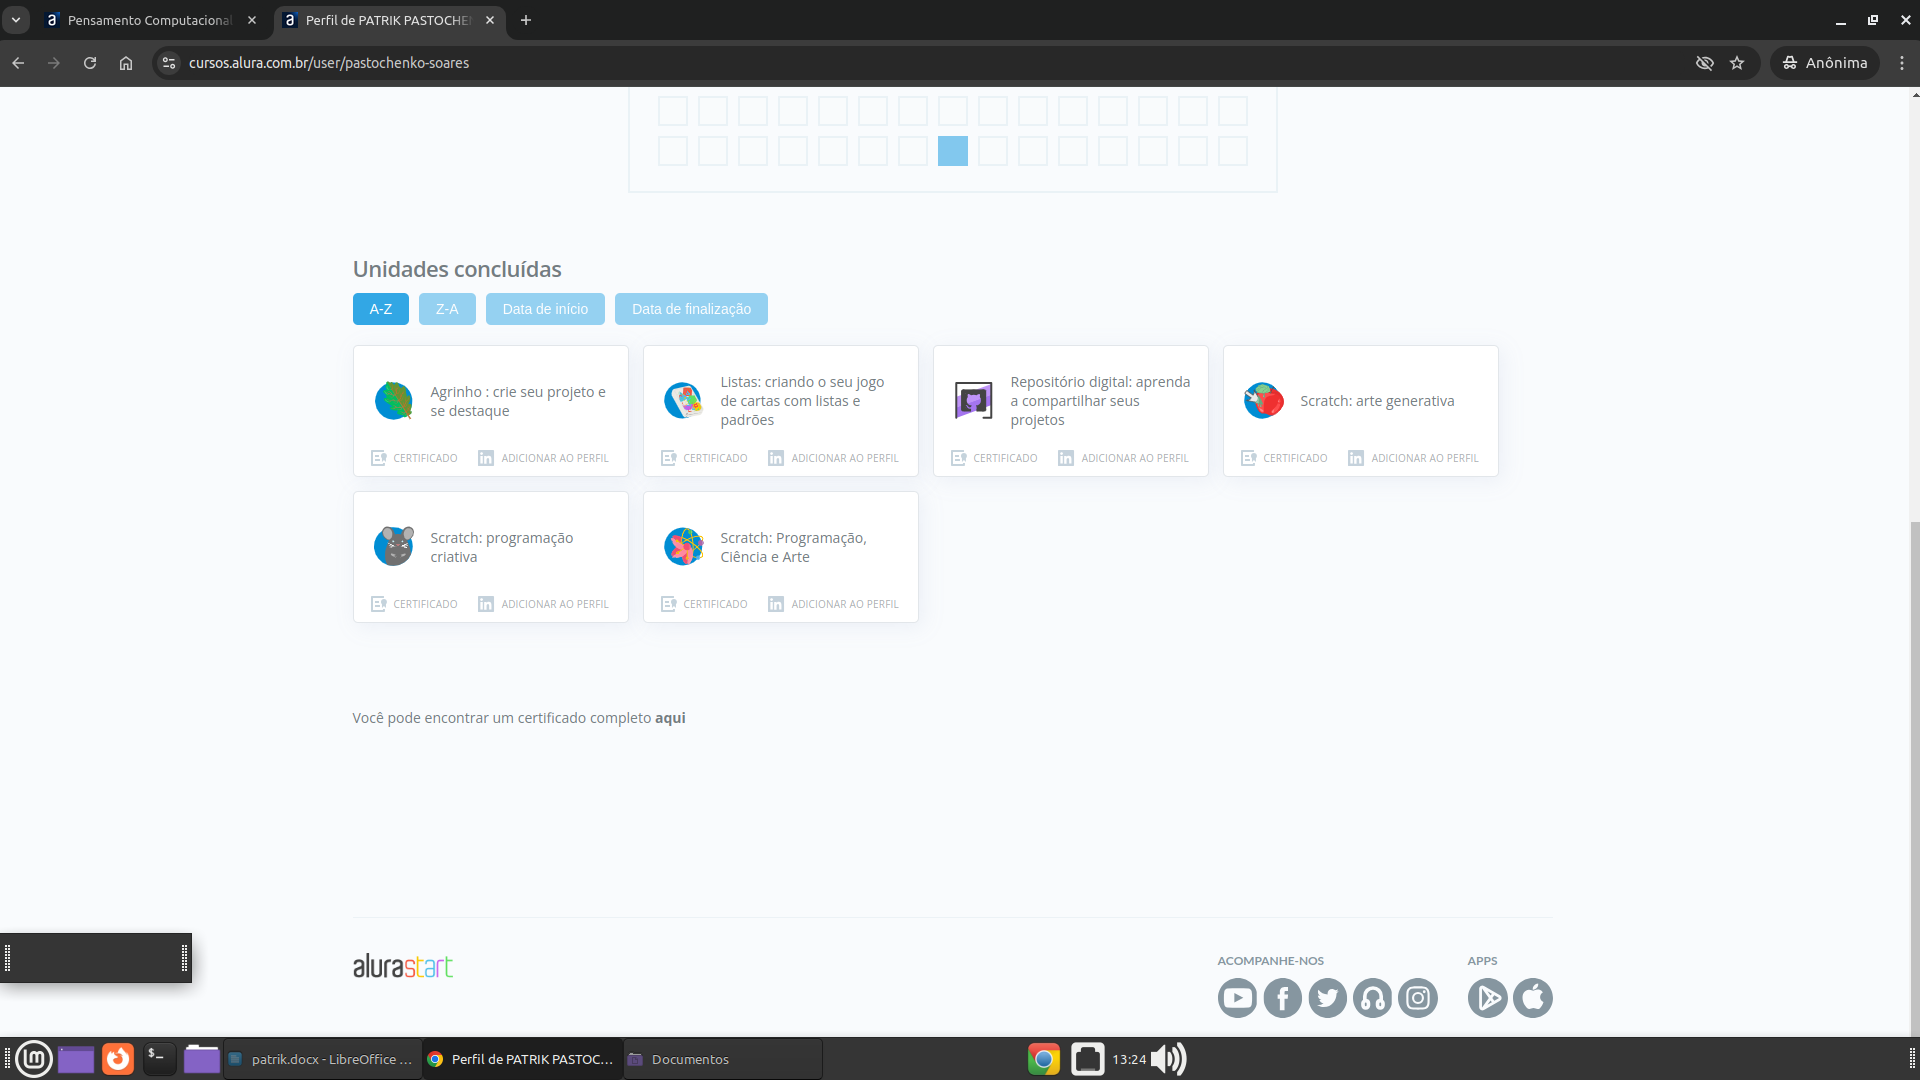 Pensamento Computacional
Perfil de PATRIK PASTOCHE
cursos.alura.com.br/user/pastochenko-soares
Anônima
Unidades concluídas
A-Z
Z-A
Data de início
Data de finalização
Agrinho : crie seu projeto e
se destaque
CERTIFICADO
ADICIONAR AO PERFIL
Listas: criando o seu jogo
de cartas com listas e
padrões
CERTIFICADO
ADICIONAR AO PERFIL
Repositório digital: aprenda
a compartilhar seus
projetos
CERTIFICADO
ADICIONAR AO PERFIL
Scratch: arte generativa
CERTIFICADO
ADICIONAR AO PERFIL
Scratch: programação
criativa
CERTIFICADO
ADICIONAR AO PERFIL
Scratch: Programação,
Ciência e Arte
CERTIFICADO
ADICIONAR AO PERFIL
Você pode encontrar um certificado completo aqui
alurastart
ACOMPANHE-NOS
APPS
patrik.docx - LibreOffice ...
Perfil de PATRIK PASTOC...
Documentos
13:24